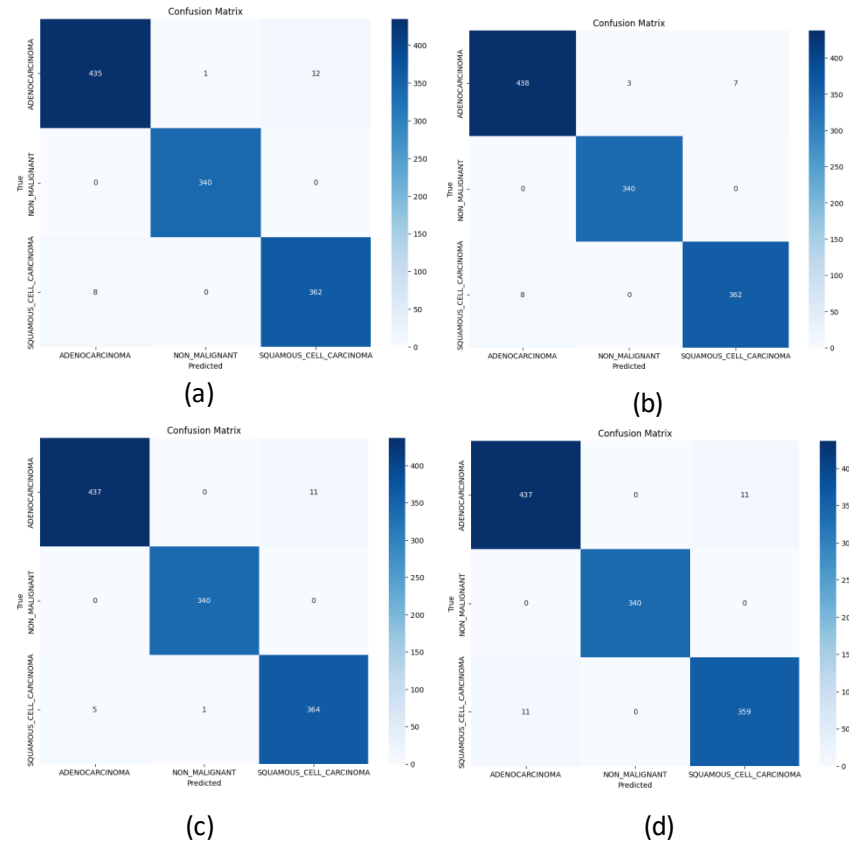 Confusion Matrix
ADENOCARCINOMA
435 1 12
True
NON_MALIGNANT
0 340 0
SQUAMOUS_CELL_CARCINOMA
8 0 362
ADENOCARCINOMA NON_MALIGNANT SQUAMOUS_CELL_CARCINOMA
Predicted
400
350
300
250
200
150
100
50
0
(a)
Confusion Matrix
ADENOCARCINOMA
438 3 7
True
NON_MALIGNANT
0 340 0
SQUAMOUS_CELL_CARCINOMA
8 0 362
ADENOCARCINOMA NON_MALIGNANT SQUAMOUS_CELL_CARCINOMA
Predicted
400
350
300
250
200
150
100
50
0
(b)
Confusion Matrix
ADENOCARCINOMA
437 0 11
True
NON_MALIGNANT
0 340 0
SQUAMOUS_CELL_CARCINOMA
5 1 364
ADENOCARCINOMA NON_MALIGNANT SQUAMOUS_CELL_CARCINOMA
Predicted
400
350
300
250
200
150
100
50
0
(c)
Confusion Matrix
ADENOCARCINOMA
437 0 11
True
NON_MALIGNANT
0 340 0
SQUAMOUS_CELL_CARCINOMA
11 0 359
ADENOCARCINOMA NON_MALIGNANT SQUAMOUS_CELL_CARCINOMA
Predicted
50
0
(d)